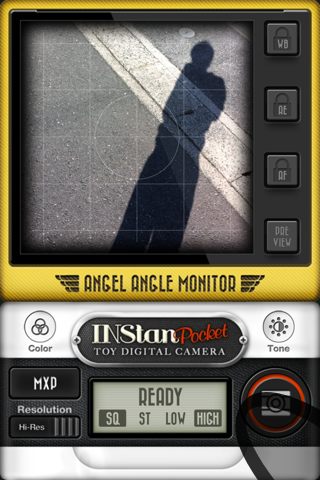 WB
AE
AF
PRE
VIEW
ANGEL ANGLE MONITOR
INStan Pocket
TOY DIGITAL CAMERA
Color
Tone
MXP
READY
SQ ST LOW HIGH
Resolution
Hi-Res